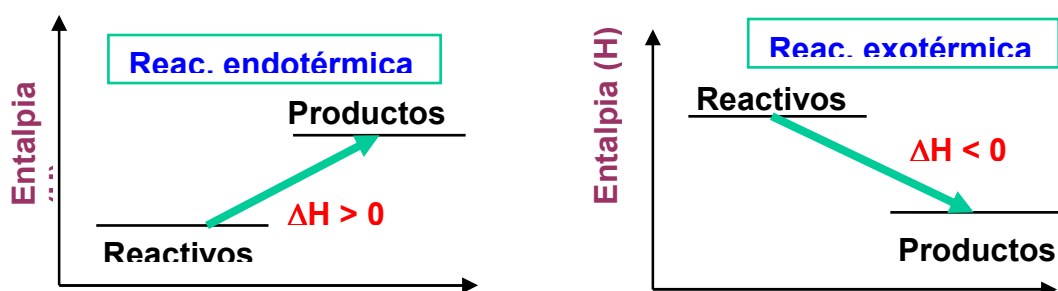 Reac. endotérmica
Productos
Entalpia
ΔH > 0
Reactivos
Reac. exotérmica
Entalpia (H)
Reactivos
ΔH < 0
Productos